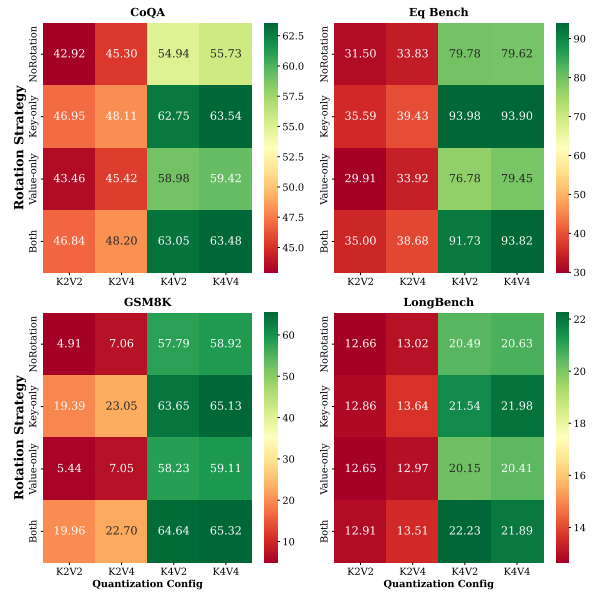 CoQA
Rotation Strategy
NoRotation 42.92 45.30 54.94 55.73
Key-only 46.95 48.11 62.75 63.54
Value-only 43.46 45.42 58.98 59.42
Both 46.84 48.20 63.05 63.48
K2V2 K2V4 K4V2 K4V4
62.5
60.0
57.5
55.0
52.5
50.0
47.5
45.0
Eq Bench
NoRotation 31.50 33.83 79.78 79.62
Key-only 35.59 39.43 93.98 93.90
Value-only 29.91 33.92 76.78 79.45
Both 35.00 38.68 91.73 93.82
K2V2 K2V4 K4V2 K4V4
90
80
70
60
50
40
30
GSM8K
Rotation Strategy
NoRotation 4.91 7.06 57.79 58.92
Key-only 19.39 23.05 63.65 65.13
Value-only 5.44 7.05 58.23 59.11
Both 19.96 22.70 64.64 65.32
K2V2 K2V4 K4V2 K4V4
Quantization Config
60
50
40
30
20
10
LongBench
NoRotation 12.66 13.02 20.49 20.63
Key-only 12.86 13.64 21.54 21.98
Value-only 12.65 12.97 20.15 20.41
Both 12.91 13.51 22.23 21.89
K2V2 K2V4 K4V2 K4V4
Quantization Config
22
20
18
16
14